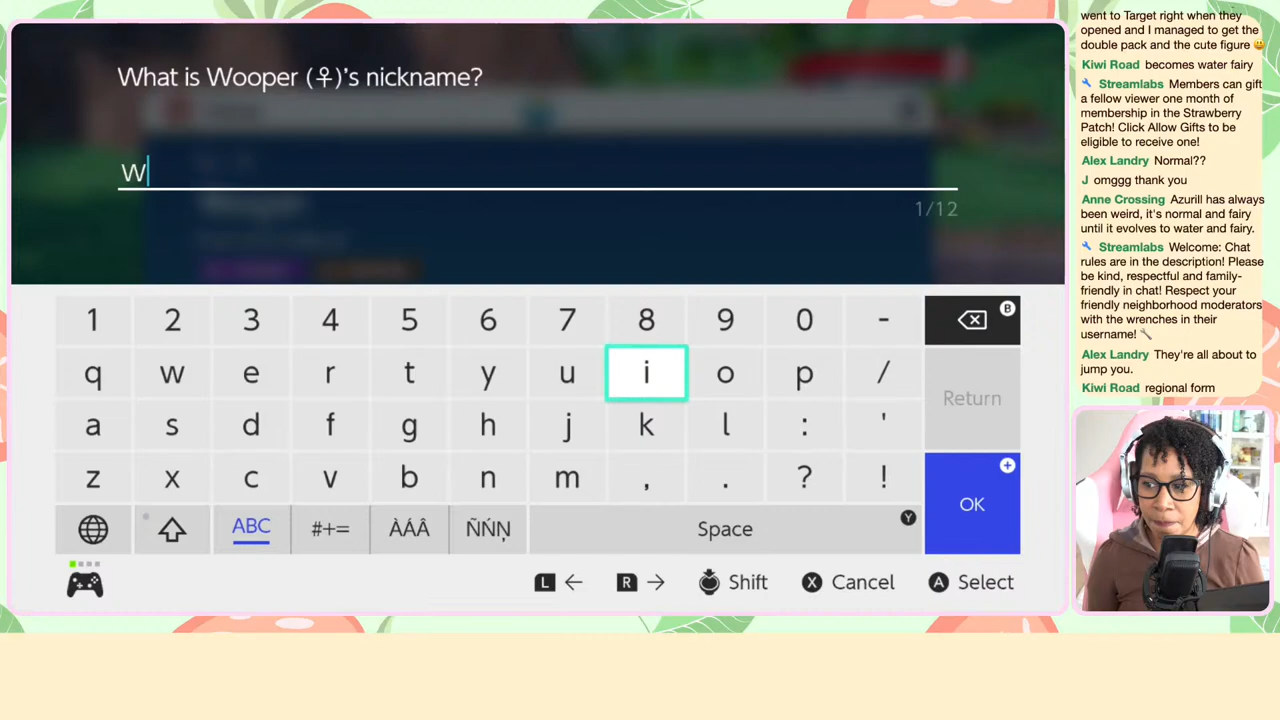 What is Wooper (♀)'s nickname?
W
1/12
1 2 3 4 5 6 7 8 9 0 - B
q w e r t y u i o p /
Return
a s d f g h j k l : '
z x c v b n m , . ? ! +
OK
ABC #+= ÀÁÂ ÑŃŅ Space Y
L ← R → Shift X Cancel A Select
went to Target right when they
opened and I managed to get the
double pack and the cute figure 😀
Kiwi Road becomes water fairy
Streamlabs Members can gift
a fellow viewer one month of
membership in the Strawberry
Patch! Click Allow Gifts to be
eligible to receive one!
Alex Landry Normal??
J omggg thank you
Anne Crossing Azurill has always
been weird, it's normal and fairy
until it evolves to water and fairy.
Streamlabs Welcome: Chat
rules are in the description! Please
be kind, respectful and family-
friendly in chat! Respect your
friendly neighborhood moderators
with the wrenches in their
username! 🔧
Alex Landry They're all about to
jump you.
Kiwi Road regional form